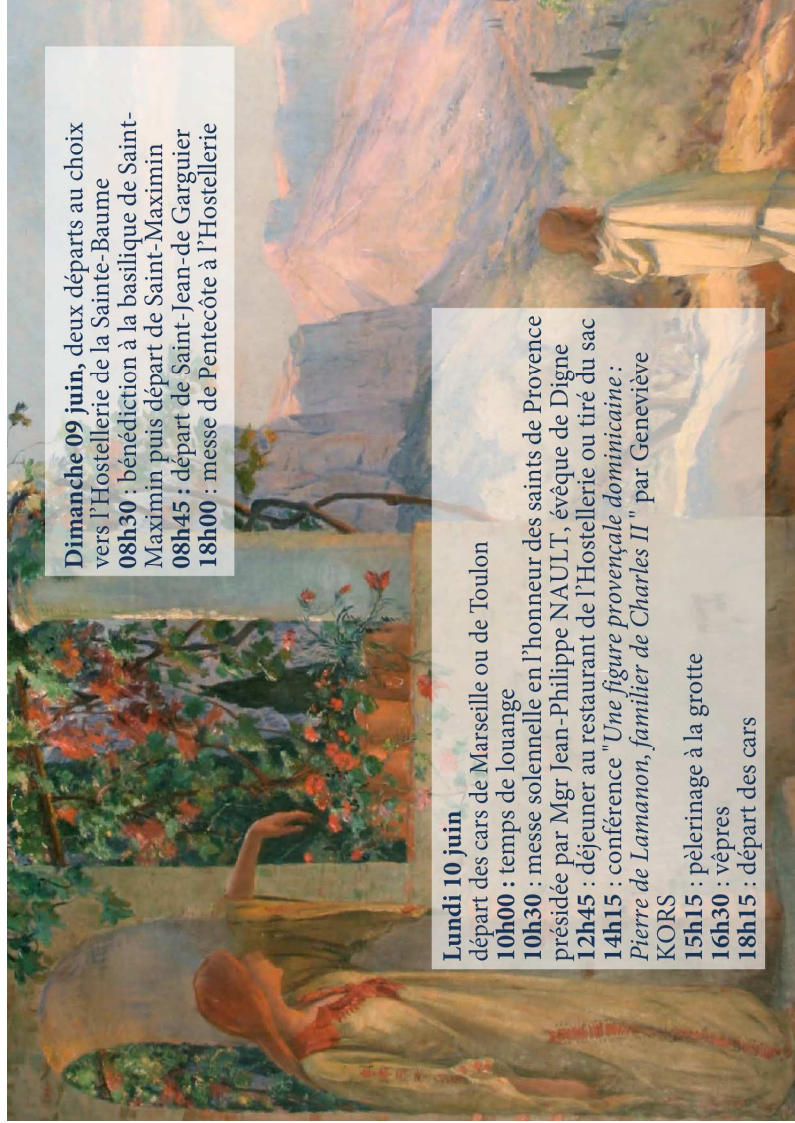 Dimanche 09 juin, deux départs au choix
vers l'Hostellerie de la Sainte-Baume
08h30 : bénédiction à la basilique de Saint-
Maximin puis départ de Saint-Maximin
08h45 : départ de Saint-Jean-de Garguier
18h00 : messe de Pentecôte à l'Hostellerie
Lundi 10 juin
départ des cars de Marseille ou de Toulon
10h00 : temps de louange
10h30 : messe solennelle en l'honneur des saints de Provence
présidée par Mgr Jean-Philippe NAULT, évêque de Digne
12h45 : déjeuner au restaurant de l'Hostellerie ou tiré du sac
14h15 : conférence "Une figure provençale dominicaine :
Pierre de Lamanon, familier de Charles II " par Geneviève
KORS
15h15 : pèlerinage à la grotte
16h30 : vêpres
18h15 : départ des cars